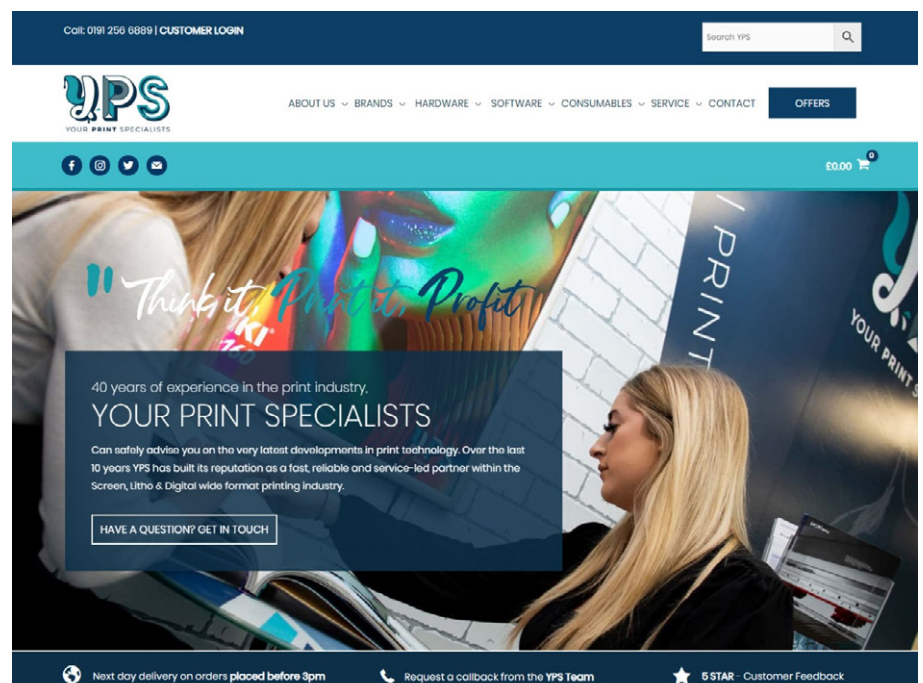 Call: 0191 256 6889 | CUSTOMER LOGIN
Search YPS
YPS
YOUR PRINT SPECIALISTS
ABOUT US BRANDS HARDWARE SOFTWARE CONSUMABLES SERVICE CONTACT OFFERS
£0.00 0
"Think it, Print it, Profit
KI
760
| PRINT
YOUR PRINT S
40 years of experience in the print industry,
YOUR PRINT SPECIALISTS
Can safely advise you on the very latest developments in print technology. Over the last
10 years YPS has built its reputation as a fast, reliable and service-led partner within the
Screen, Litho & Digital wide format printing industry.
HAVE A QUESTION? GET IN TOUCH
Next day delivery on orders placed before 3pm
Request a callback from the YPS Team
5 STAR - Customer Feedback